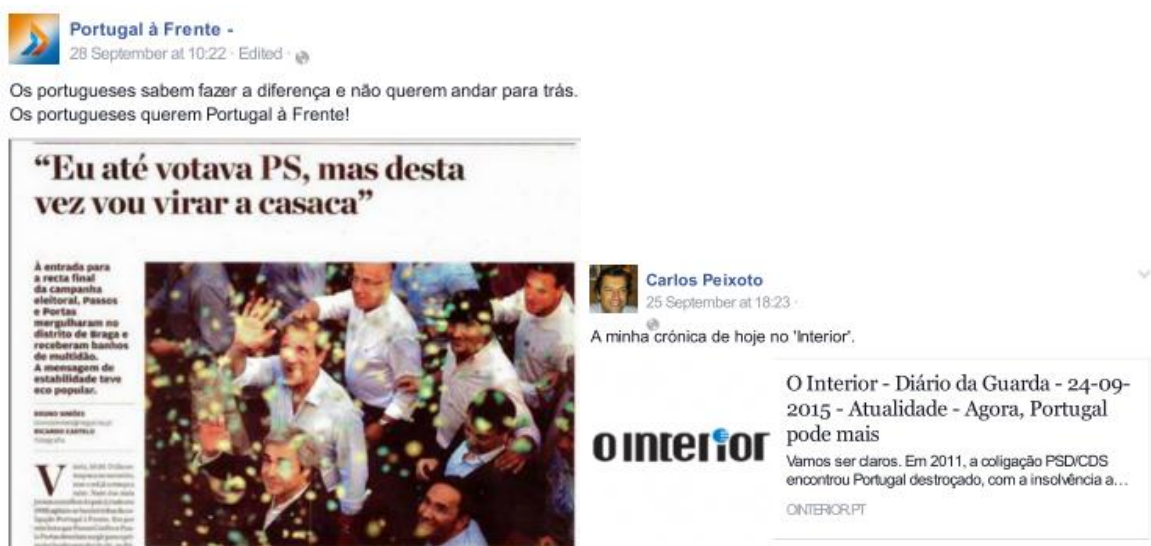 Portugal à Frente -
28 September at 10:22 · Edited ·
Os portugueses sabem fazer a diferença e não querem andar para trás.
Os portugueses querem Portugal à Frente!
“Eu até votava PS, mas desta
vez vou virar a casaca”
À entrada para
a recta final
da campanha
eleitoral, Passos
e Portas
mergulharam no
distrito de Braga e
receberam banhos
de multidão.
A mensagem de
estabilidade teve
eco popular.
BRUNO SIMÕES
RICARDO CASTELO
V
Carlos Peixoto
25 September at 18:23 ·
A minha crónica de hoje no 'Interior'.
o interior
O Interior - Diário da Guarda - 24-09-
2015 - Atualidade - Agora, Portugal
pode mais
Vamos ser claros. Em 2011, a coligação PSD/CDS
encontrou Portugal destroçado, com a insolvência a...
OINTERIOR.PT